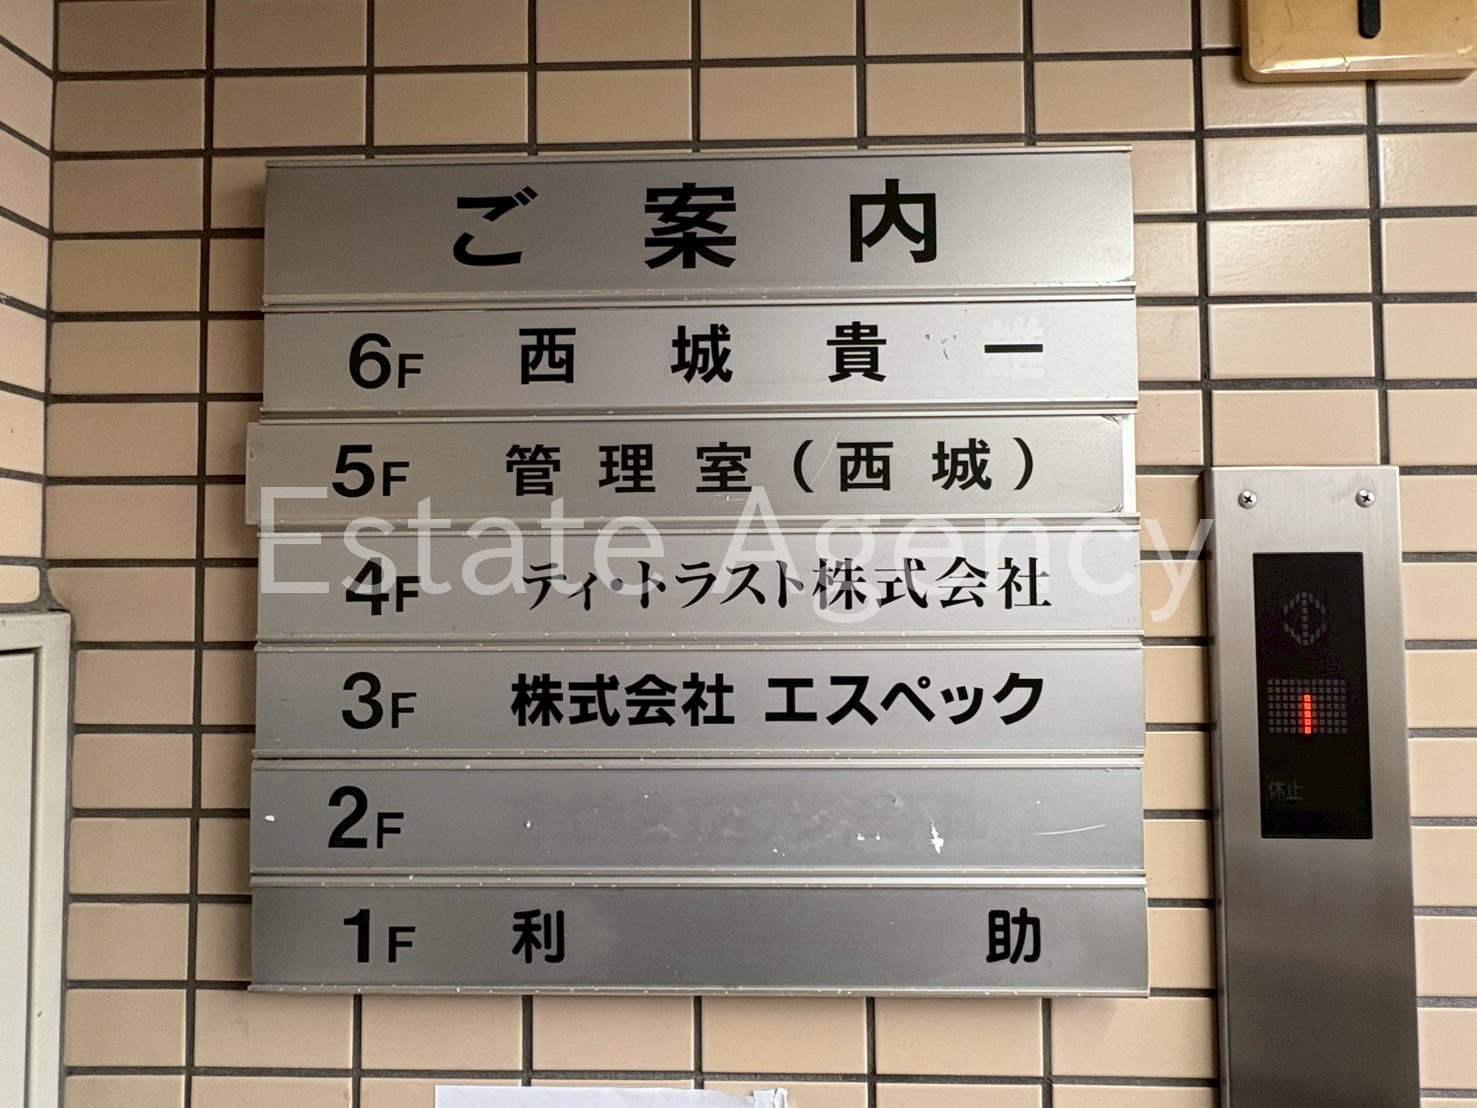 ご案内
6F 西城貴一
5F 管理室(西城)
Estate Agency
4F ティ・トラスト株式会社
3F 株式会社 エスペック
2F
1F 利助
1
休止